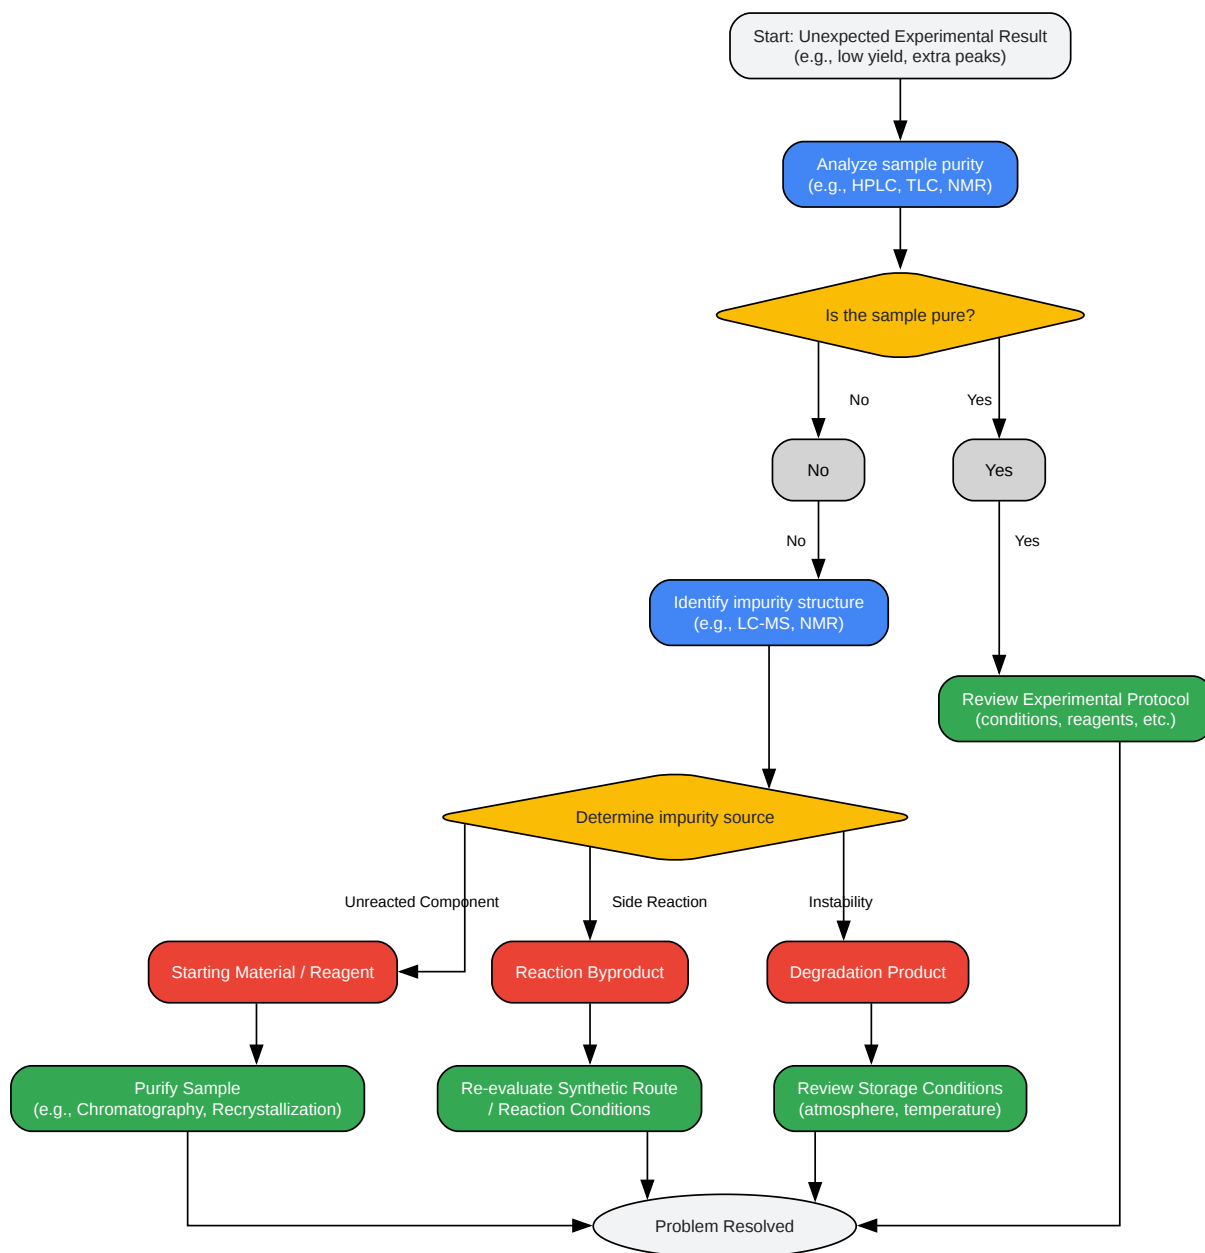 Start: Unexpected Experimental Result
(e.g., low yield, extra peaks)
Analyze sample purity
(e.g., HPLC, TLC, NMR)
Is the sample pure?
No
Yes
No
Yes
No
Yes
Identify impurity structure
(e.g., LC-MS, NMR)
Review Experimental Protocol
(conditions, reagents, etc.)
Determine impurity source
Unreacted Component
Side Reaction
Instability
Starting Material / Reagent
Reaction Byproduct
Degradation Product
Purify Sample
(e.g., Chromatography, Recrystallization)
Re-evaluate Synthetic Route
/ Reaction Conditions
Review Storage Conditions
(atmosphere, temperature)
Problem Resolved